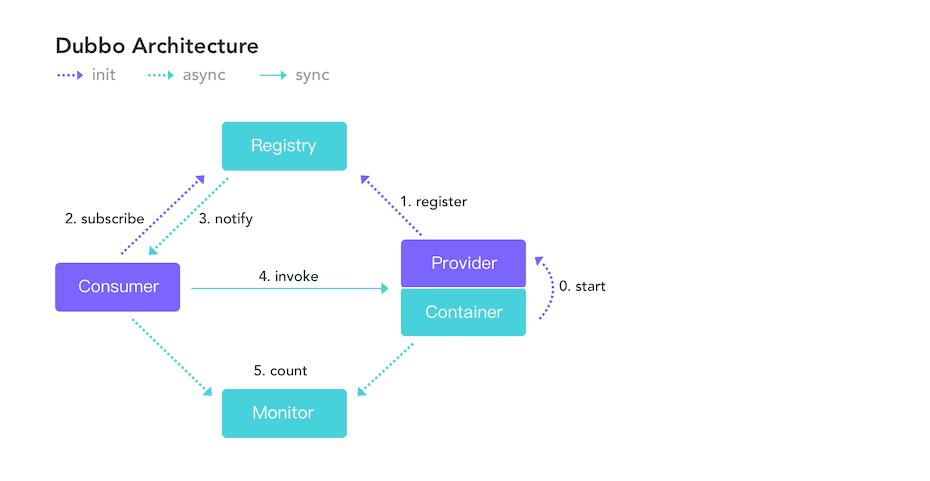 Dubbo Architecture
init async sync
Registry
1. register
2. subscribe 3. notify
Provider
4. invoke
Consumer
0. start
Container
5. count
Monitor